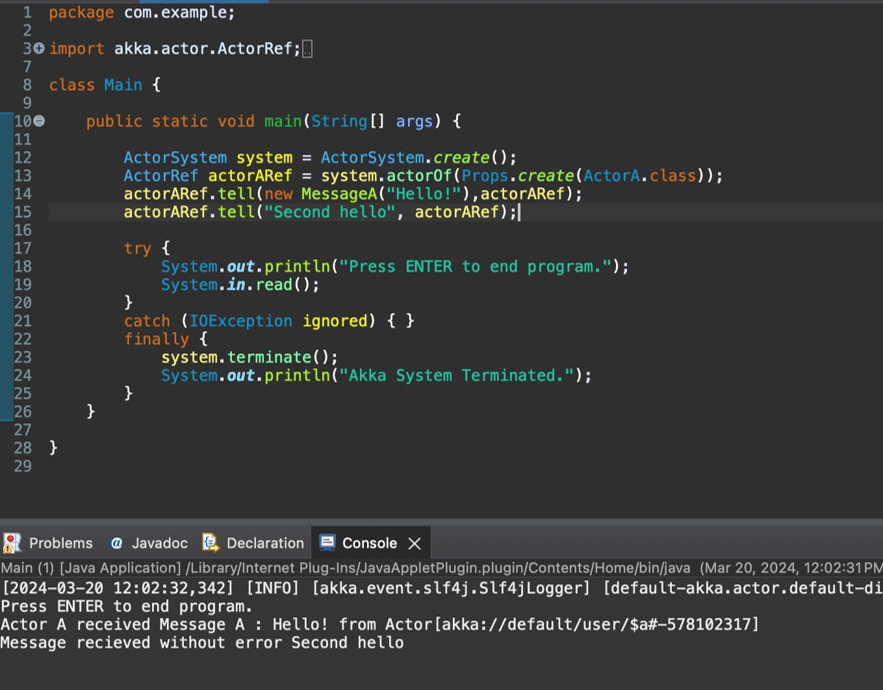 1 package com.example;
2
3 import akka.actor.ActorRef;
7
8 class Main {
9
10 public static void main(String[] args) {
11
12 ActorSystem system = ActorSystem.create();
13 ActorRef actorARef = system.actorOf(Props.create(ActorA.class));
14 actorARef.tell(new MessageA("Hello!"),actorARef);
15 actorARef.tell("Second hello", actorARef);
16
17 try {
18 System.out.println("Press ENTER to end program.");
19 System.in.read();
20 }
21 catch (IOException ignored) { }
22 finally {
23 system.terminate();
24 System.out.println("Akka System Terminated.");
25 }
26 }
27
28 }
29
Problems @ Javadoc Declaration Console
Main (1) [Java Application] /Library/Internet Plug-Ins/JavaAppletPlugin.plugin/Contents/Home/bin/java (Mar 20, 2024, 12:02:31 PM
[2024-03-20 12:02:32,342] [INFO] [akka.event.slf4j.Slf4jLogger] [default-akka.actor.default-di
Press ENTER to end program.
Actor A received Message A : Hello! from Actor[akka://default/user/$a#-578102317]
Message recieved without error Second hello